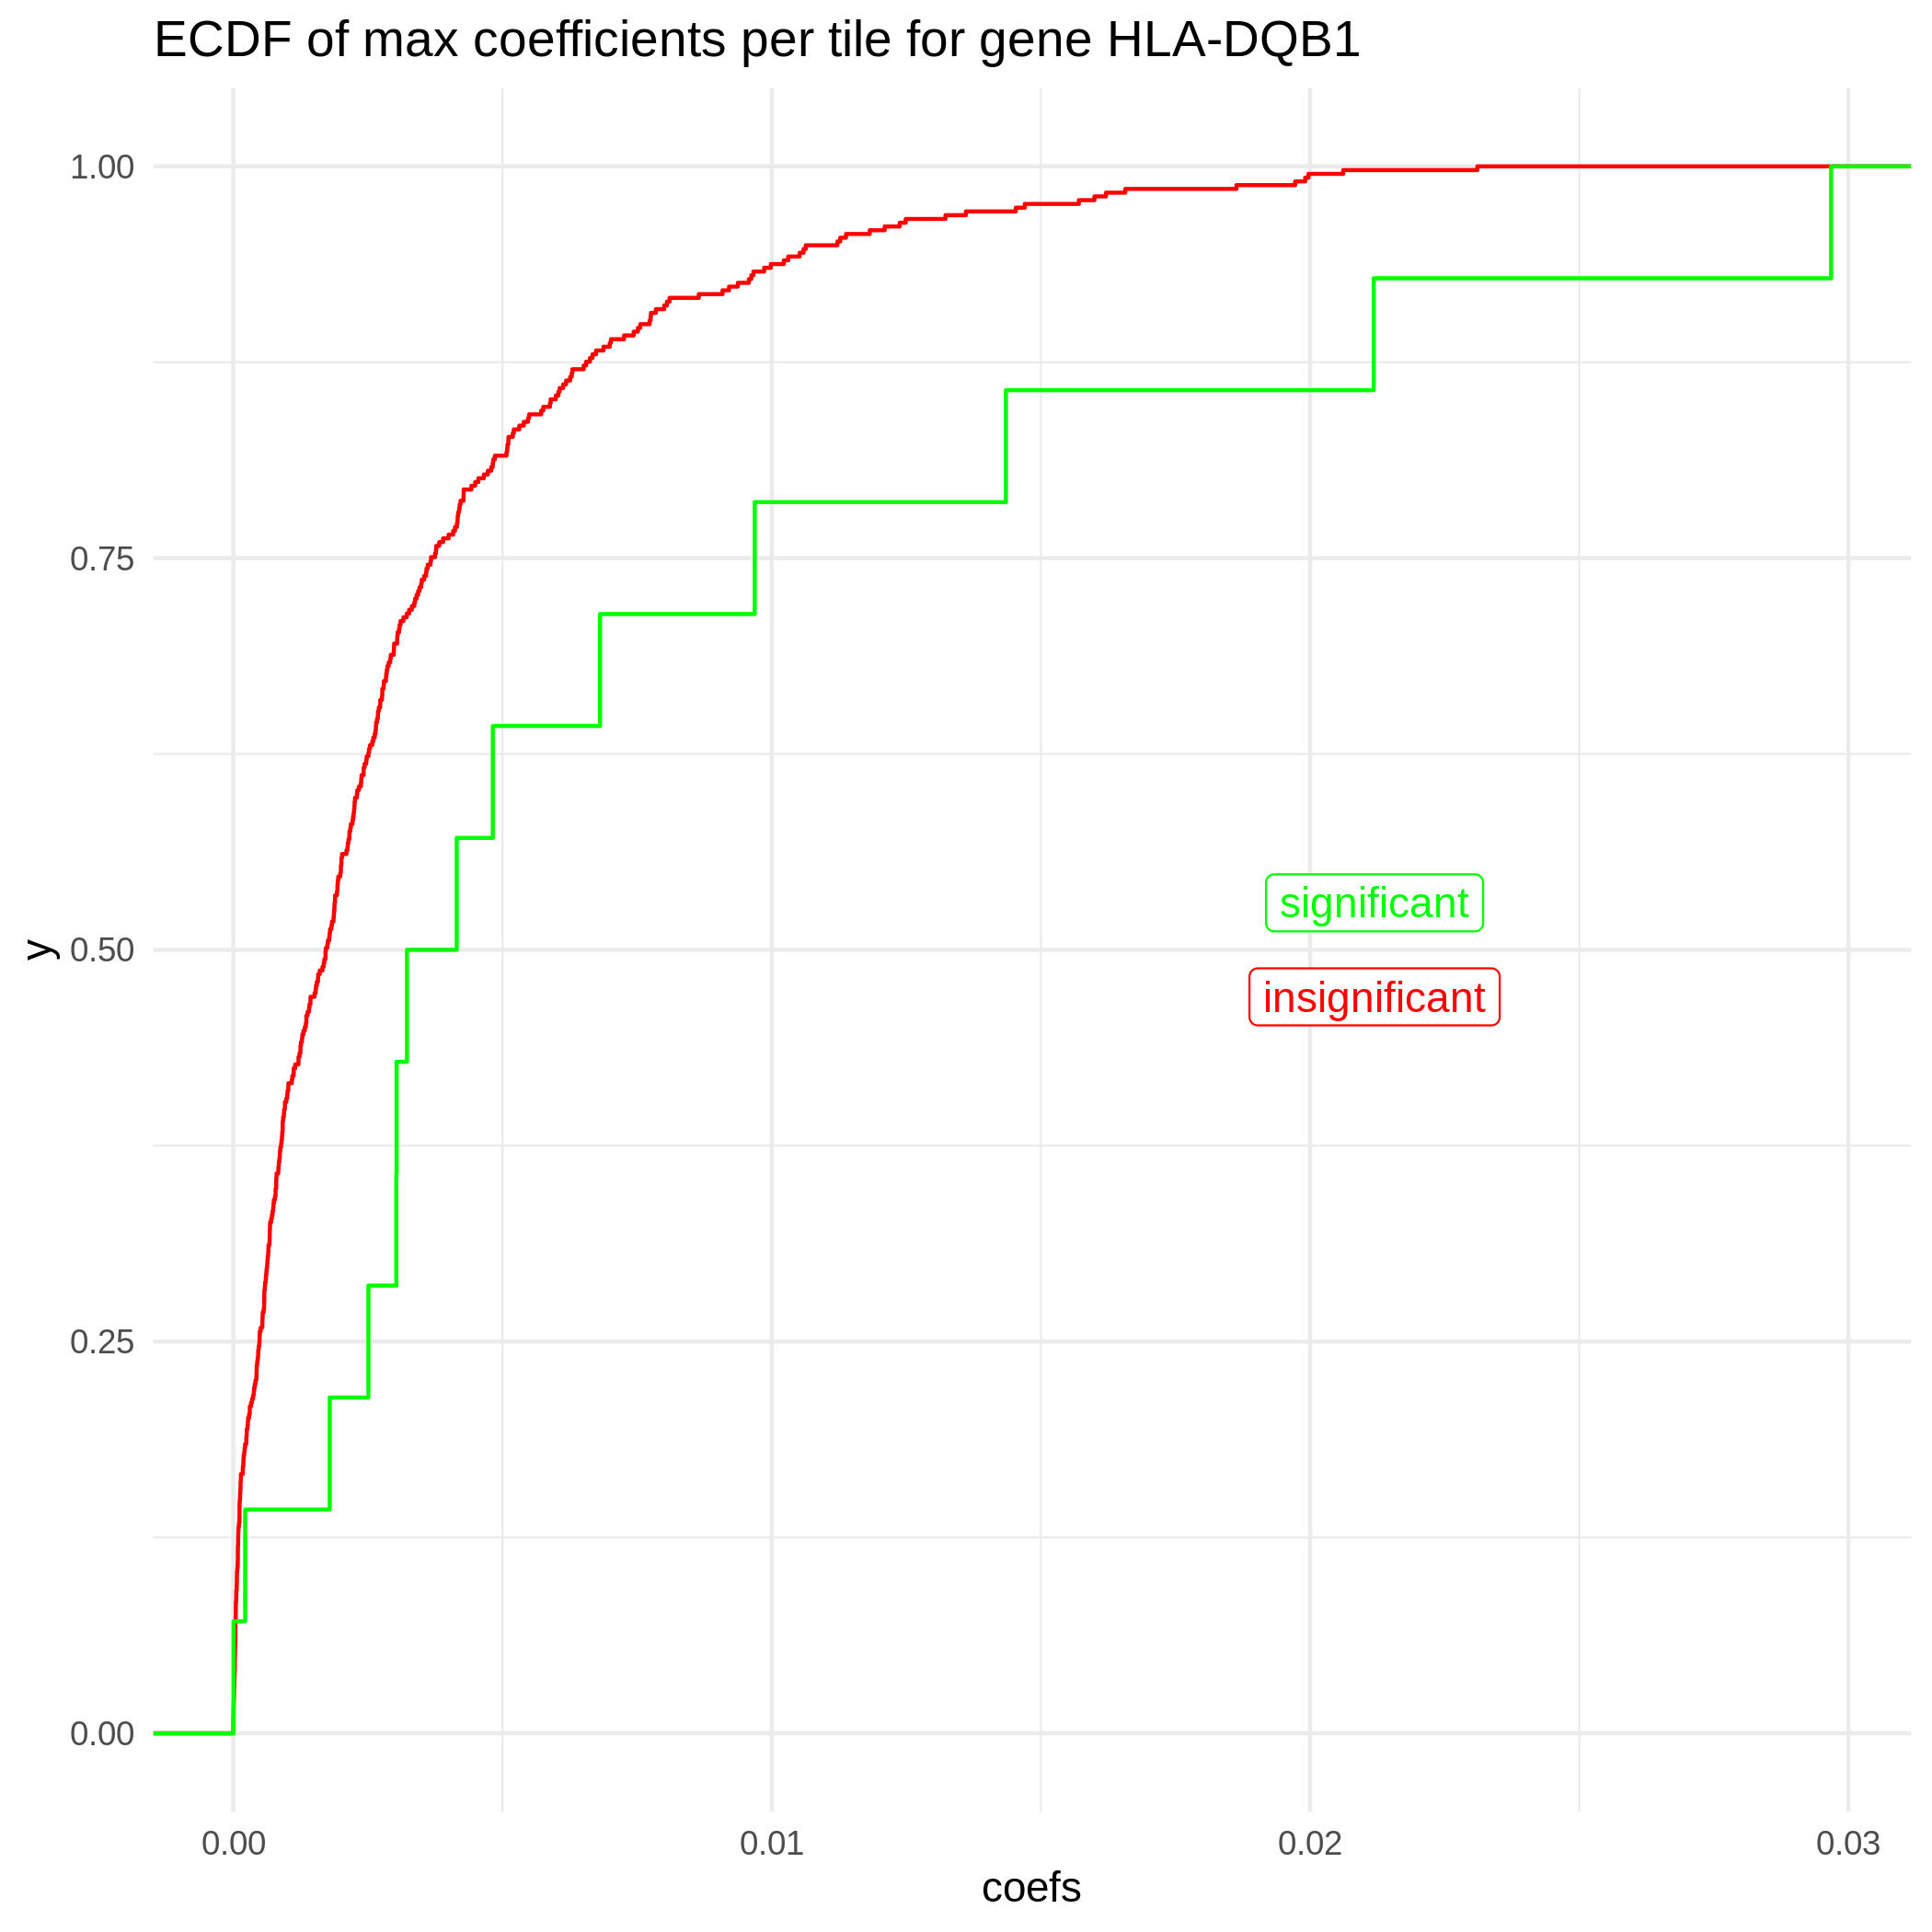 ECDF of max coefficients per tile for gene HLA-DQB1
1.00
0.75
0.50
0.25
0.00
y
significant
insignificant
0.00 0.01 0.02 0.03
coefs